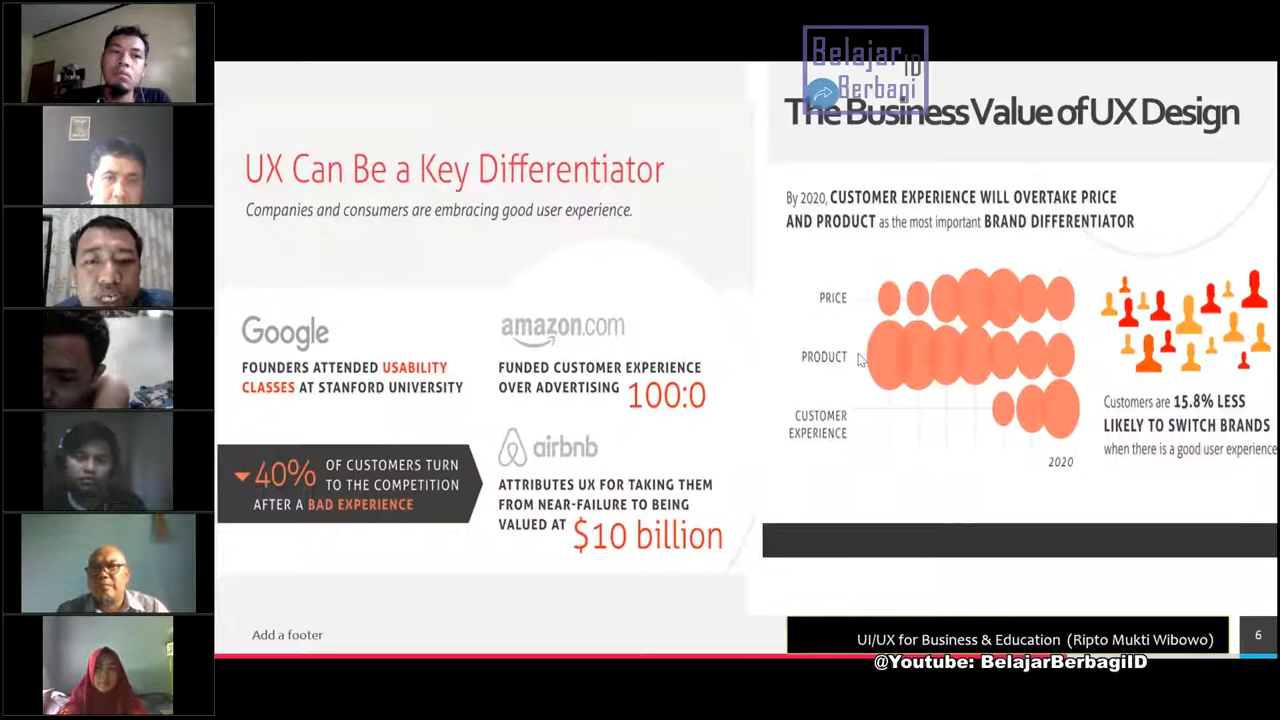 Belajar ID
Berbagi
The Business Value of UX Design
UX Can Be a Key Differentiator
Companies and consumers are embracing good user experience.
Google
FOUNDERS ATTENDED USABILITY
CLASSES AT STANFORD UNIVERSITY
amazon.com
FUNDED CUSTOMER EXPERIENCE
OVER ADVERTISING 100:0
40% OF CUSTOMERS TURN
TO THE COMPETITION
AFTER A BAD EXPERIENCE
airbnb
ATTRIBUTES UX FOR TAKING THEM
FROM NEAR-FAILURE TO BEING
VALUED AT $10 billion
By 2020, CUSTOMER EXPERIENCE WILL OVERTAKE PRICE
AND PRODUCT as the most important BRAND DIFFERENTIATOR
PRICE
PRODUCT
CUSTOMER
EXPERIENCE
2020
Customers are 15.8% LESS
LIKELY TO SWITCH BRANDS
when there is a good user experience
Add a footer
UI/UX for Business & Education (Ripto Mukti Wibowo)
6
@Youtube: BelajarBerbagiID